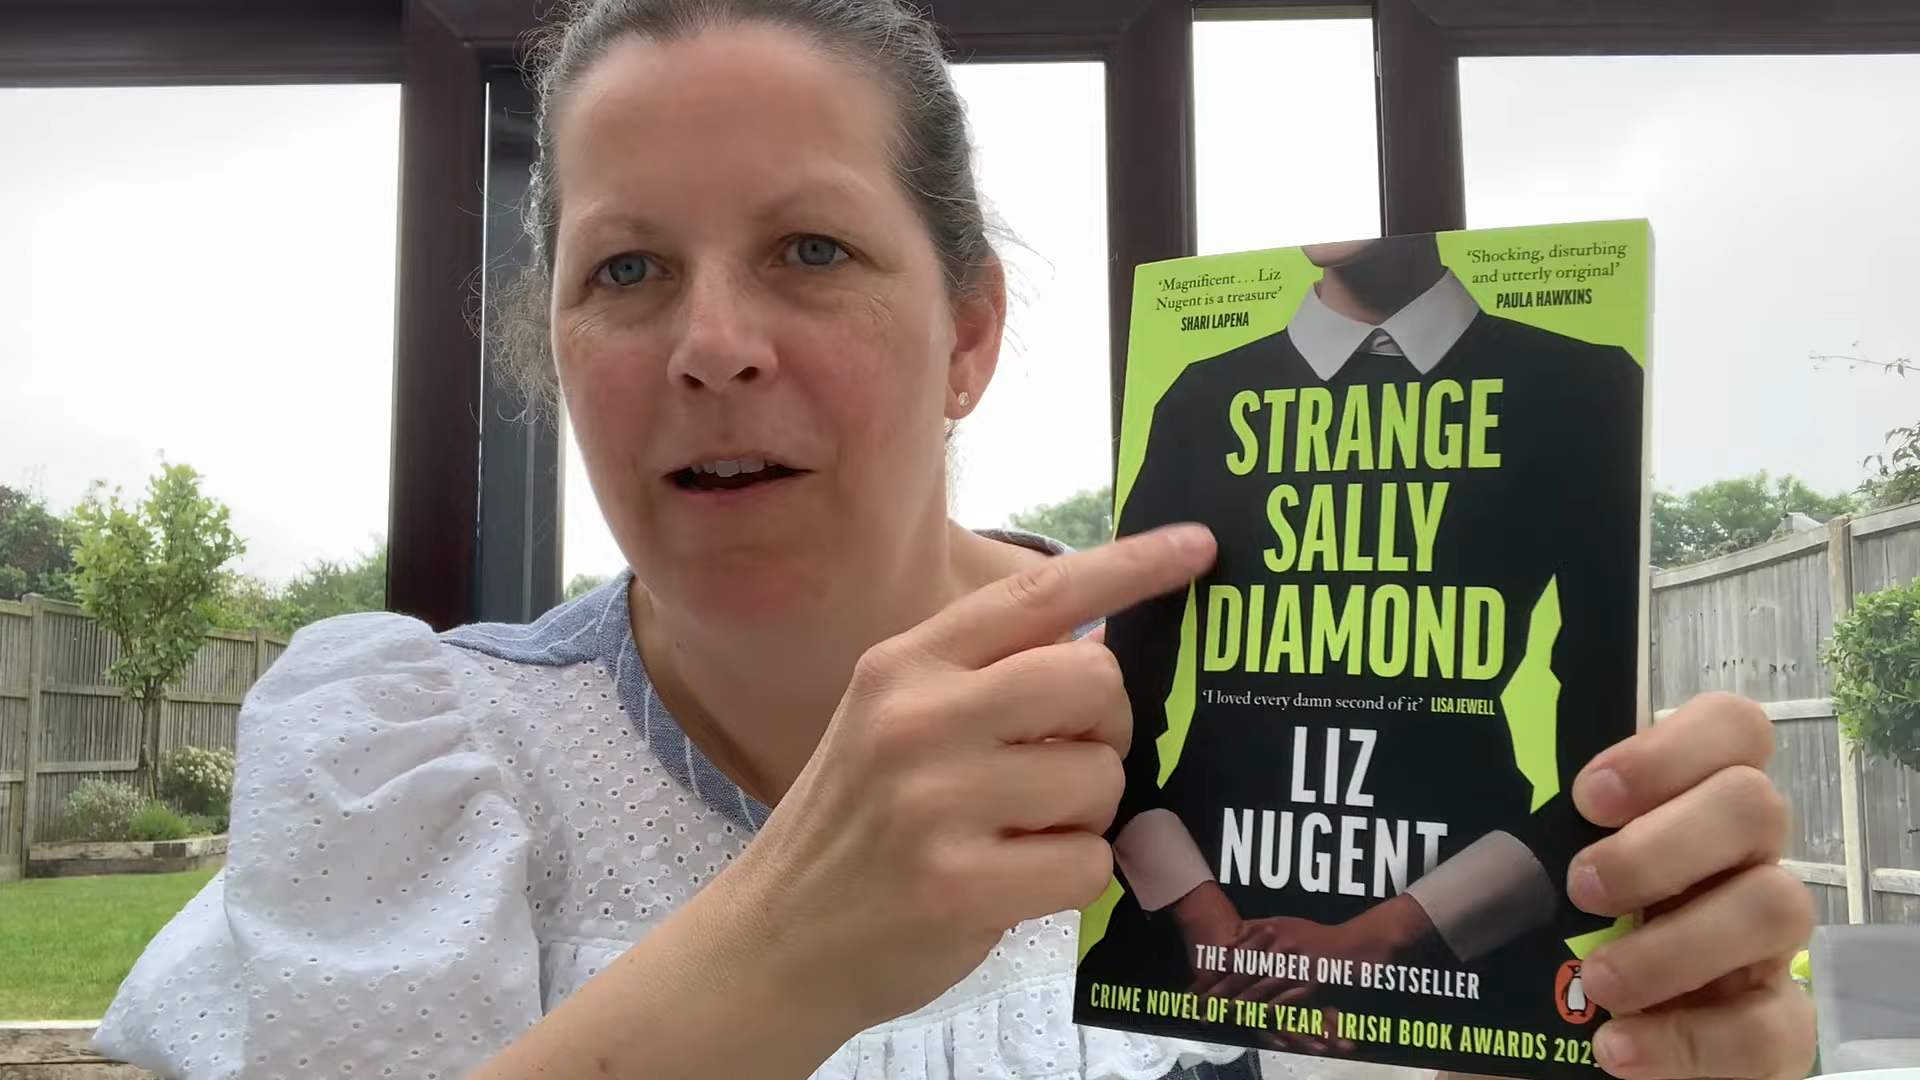 ‘Magnificent... Liz
Nugent is a treasure’
SHARI LAPENA
‘Shocking, disturbing
and utterly original’
PAULA HAWKINS
STRANGE
SALLY
DIAMOND
‘I loved every damn second of it’ LISA JEWELL
LIZ
NUGENT
THE NUMBER ONE BESTSELLER
CRIME NOVEL OF THE YEAR, IRISH BOOK AWARDS